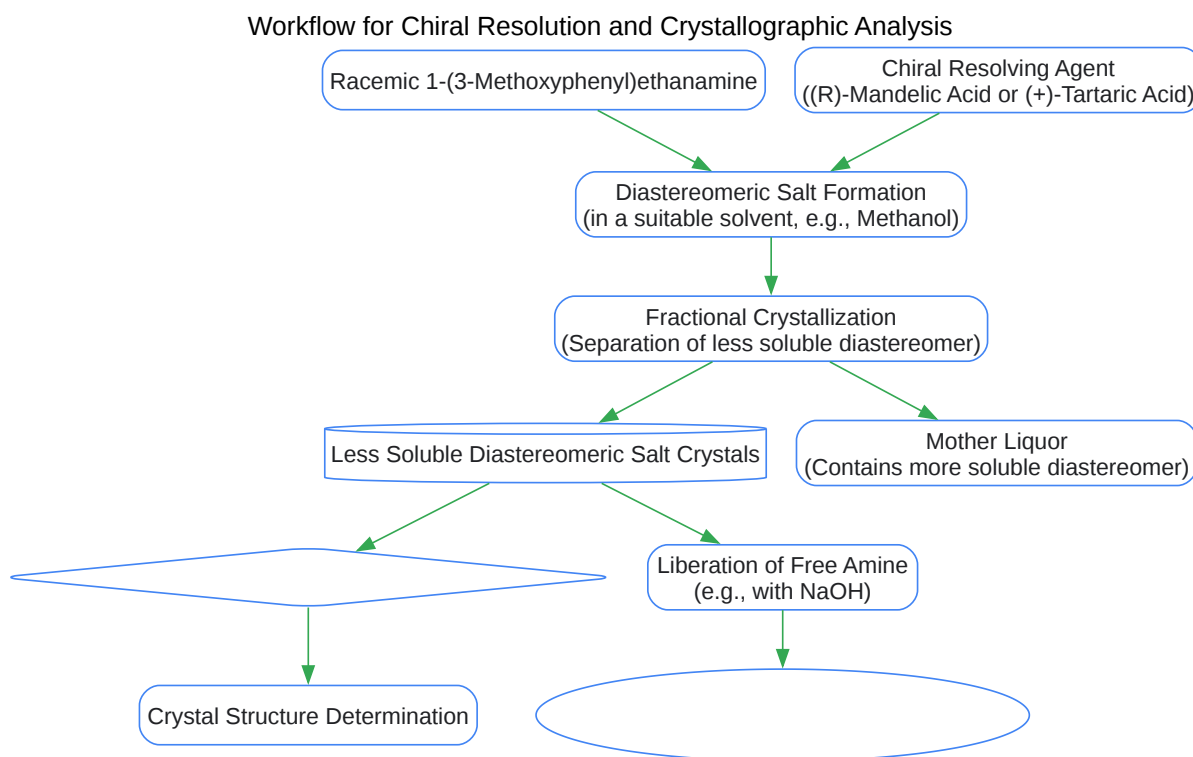 Workflow for Chiral Resolution and Crystallographic Analysis
Racemic 1-(3-Methoxyphenyl)ethanamine
Chiral Resolving Agent
((R)-Mandelic Acid or (+)-Tartaric Acid)
Diastereomeric Salt Formation
(in a suitable solvent, e.g., Methanol)
Fractional Crystallization
(Separation of less soluble diastereomer)
Less Soluble Diastereomeric Salt Crystals
Mother Liquor
(Contains more soluble diastereomer)
Liberation of Free Amine
(e.g., with NaOH)
Crystal Structure Determination